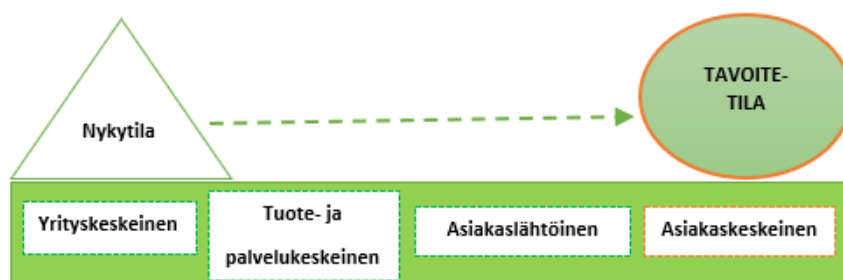 Nykytila
TAVOITE-
TILA
Yrityskeskeinen
Tuote- ja
palvelukeskeinen
Asiakaslähtöinen
Asiakaskeskeinen